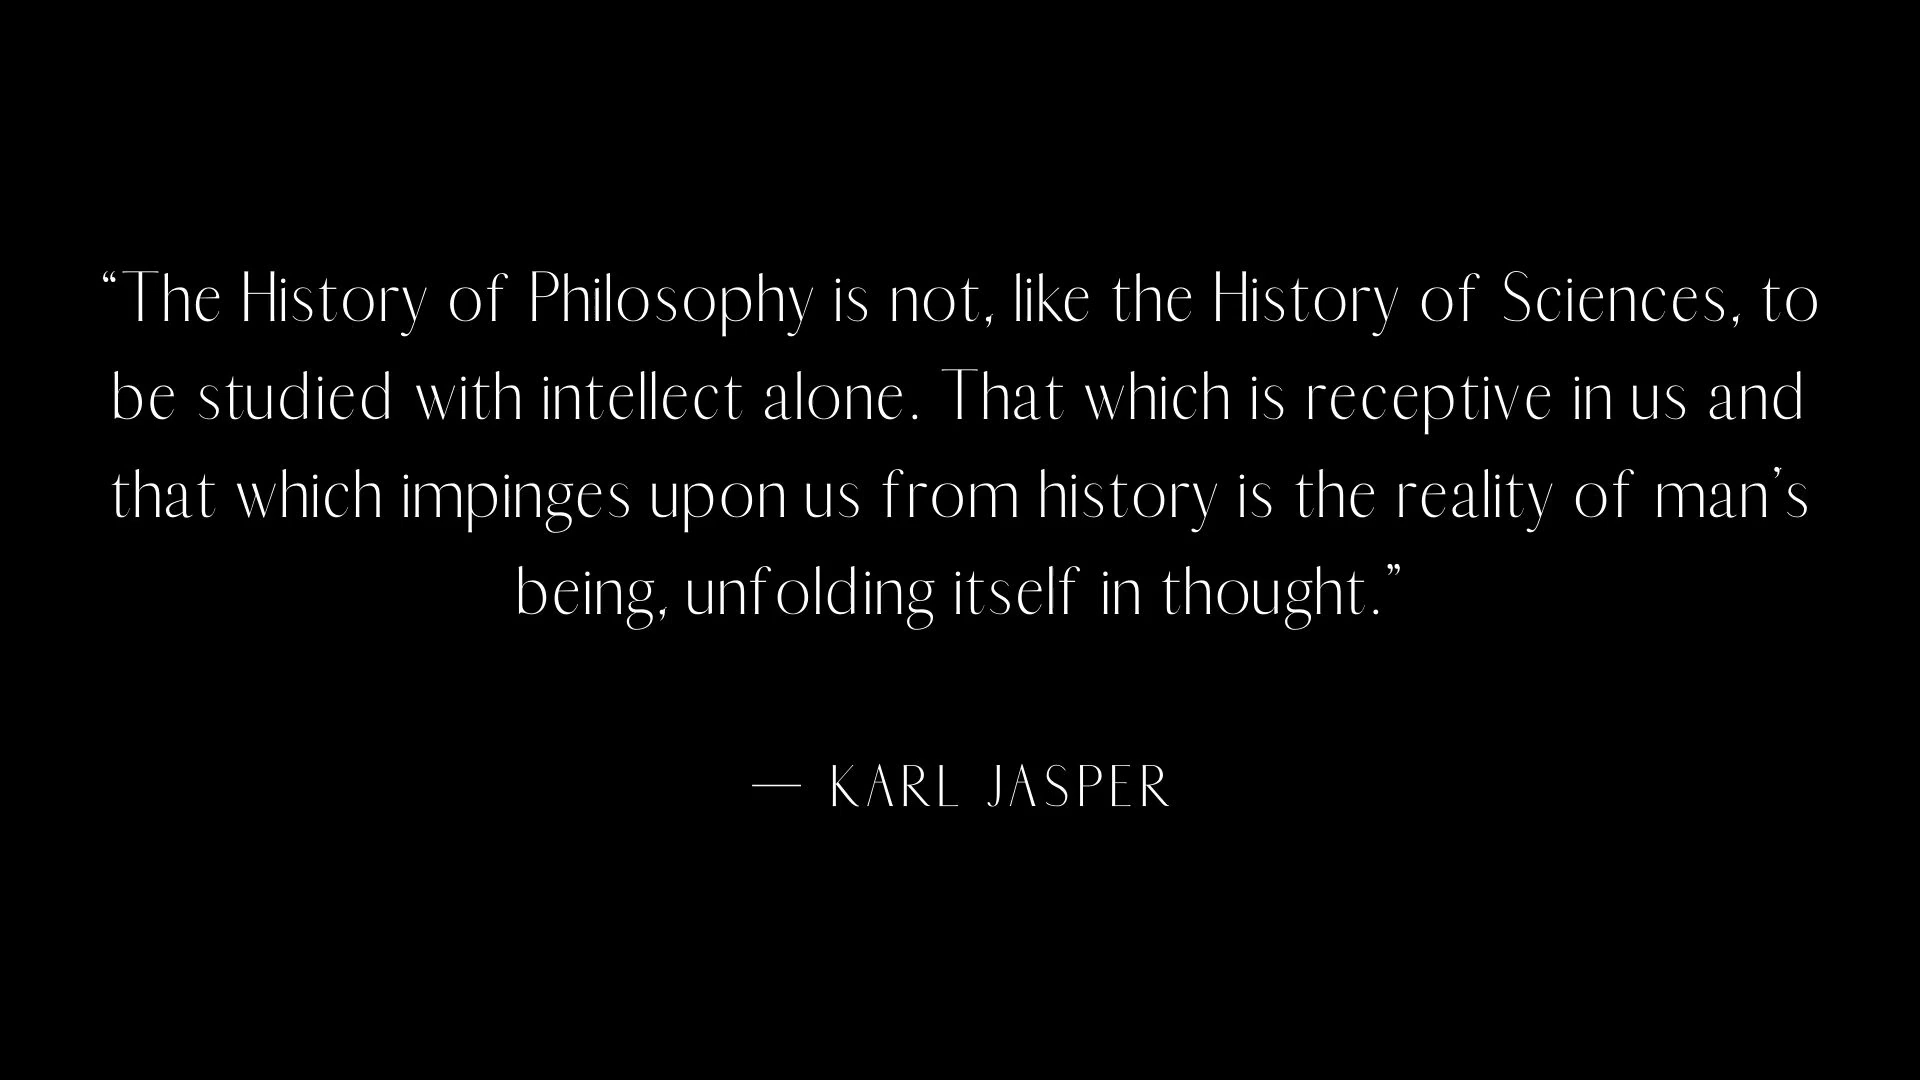 “The History of Philosophy is not, like the History of Sciences, to
be studied with intellect alone. That which is receptive in us and
that which impinges upon us from history is the reality of man’s
being, unfolding itself in thought.”
— KARL JASPER